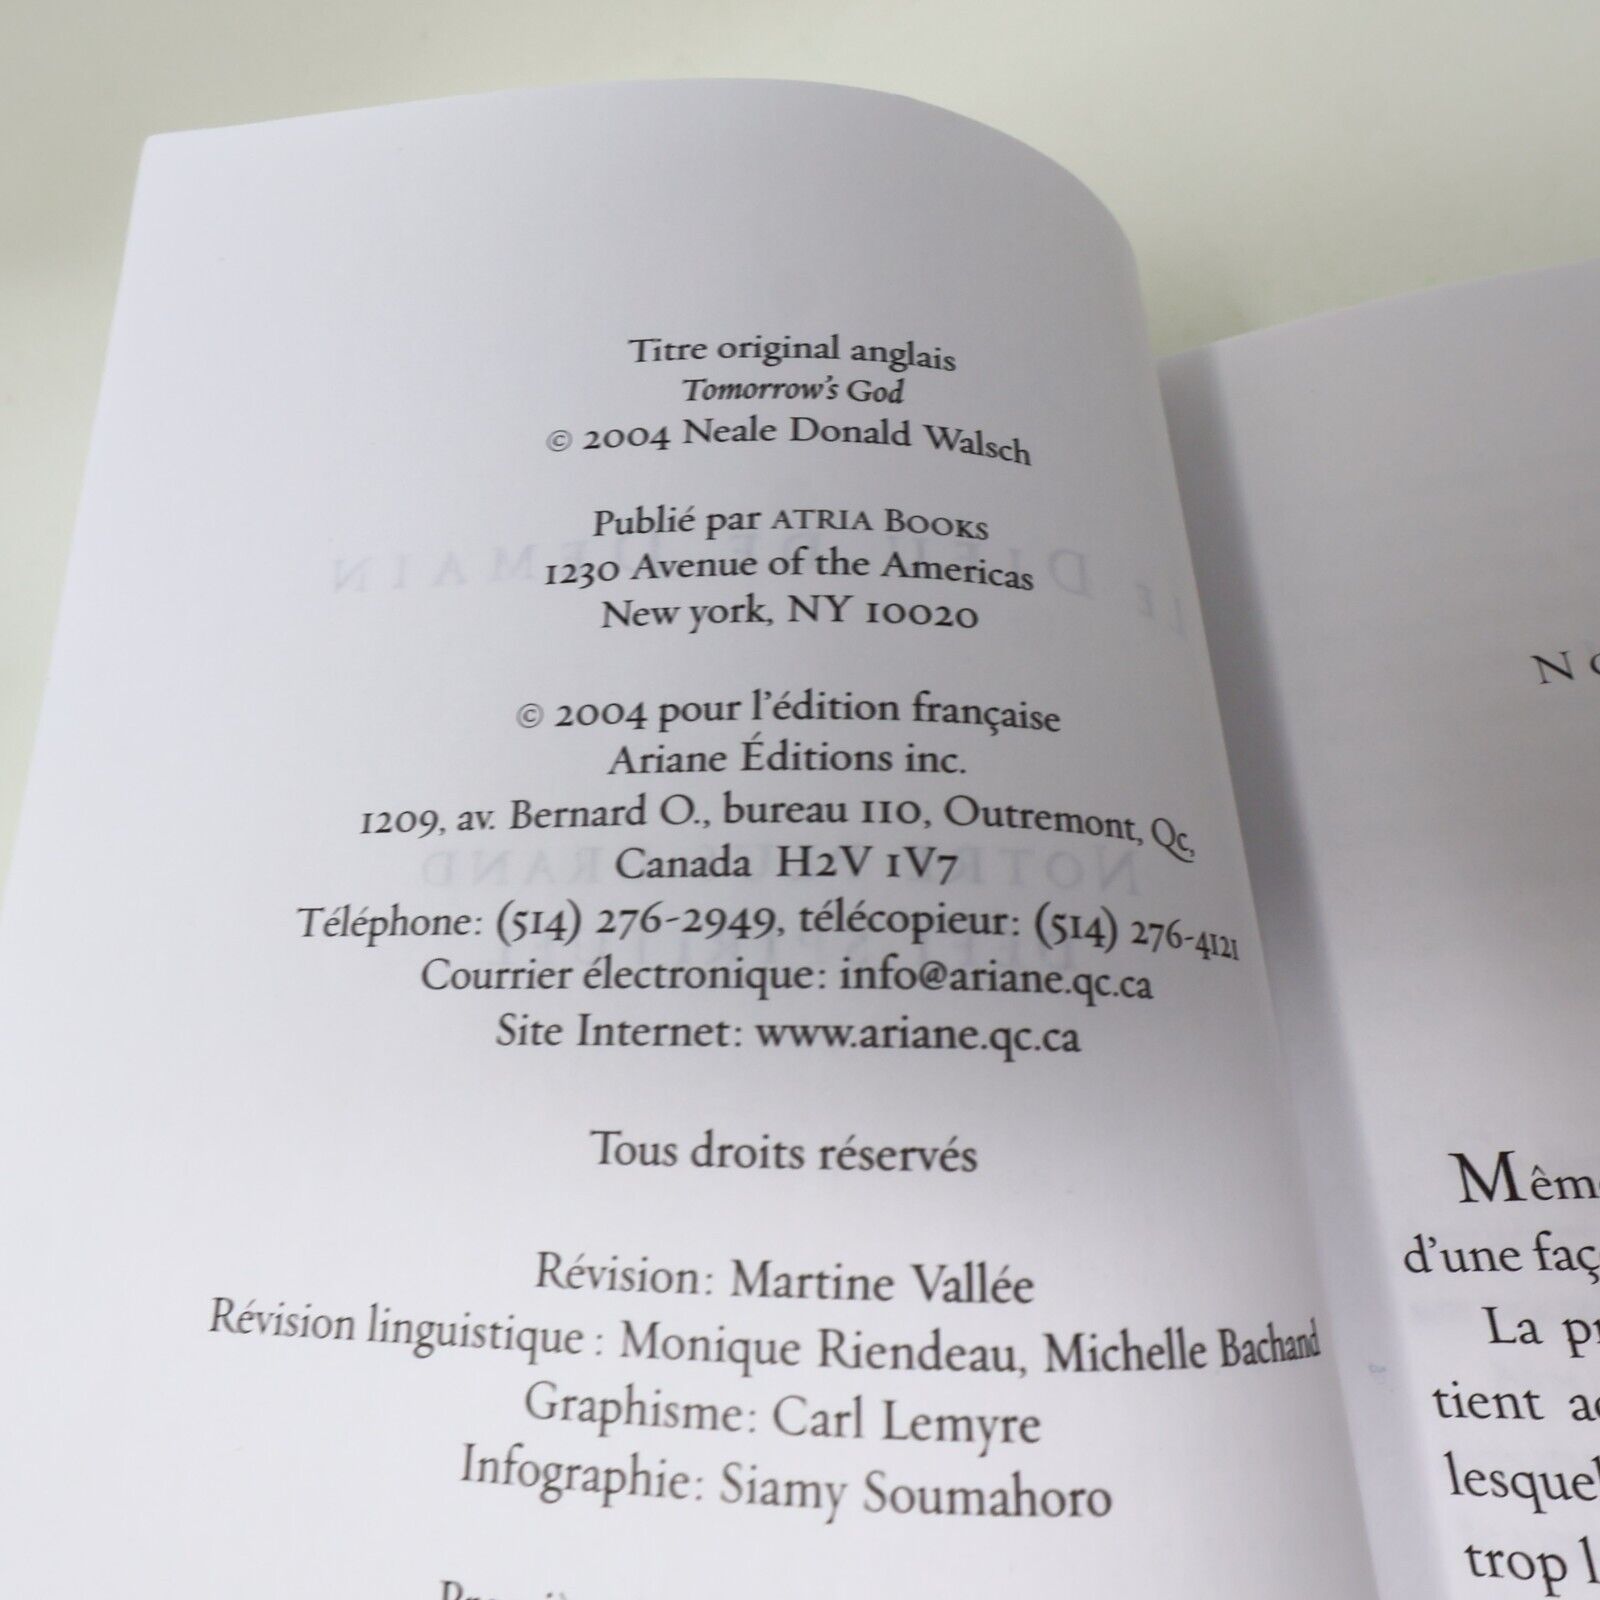 Titre original anglais
Tomorrow's God
© 2004 Neale Donald Walsch
Publié par ATRIA BOOKS
1230 Avenue of the Americas
New york, NY 10020
© 2004 pour l'édition française
Ariane Éditions inc.
1209, av. Bernard O., bureau 110, Outremont, Qc,
Canada H2V 1V7
Téléphone: (514) 276-2949, télécopieur: (514) 276-4121
Courrier électronique: info@ariane.qc.ca
Site Internet: www.ariane.qc.ca
Tous droits réservés
Révision: Martine Vallée
Révision linguistique : Monique Riendeau, Michelle Bachand
Graphisme: Carl Lemyre
Infographie: Siamy Soumahoro
d'une
La
tient
trop